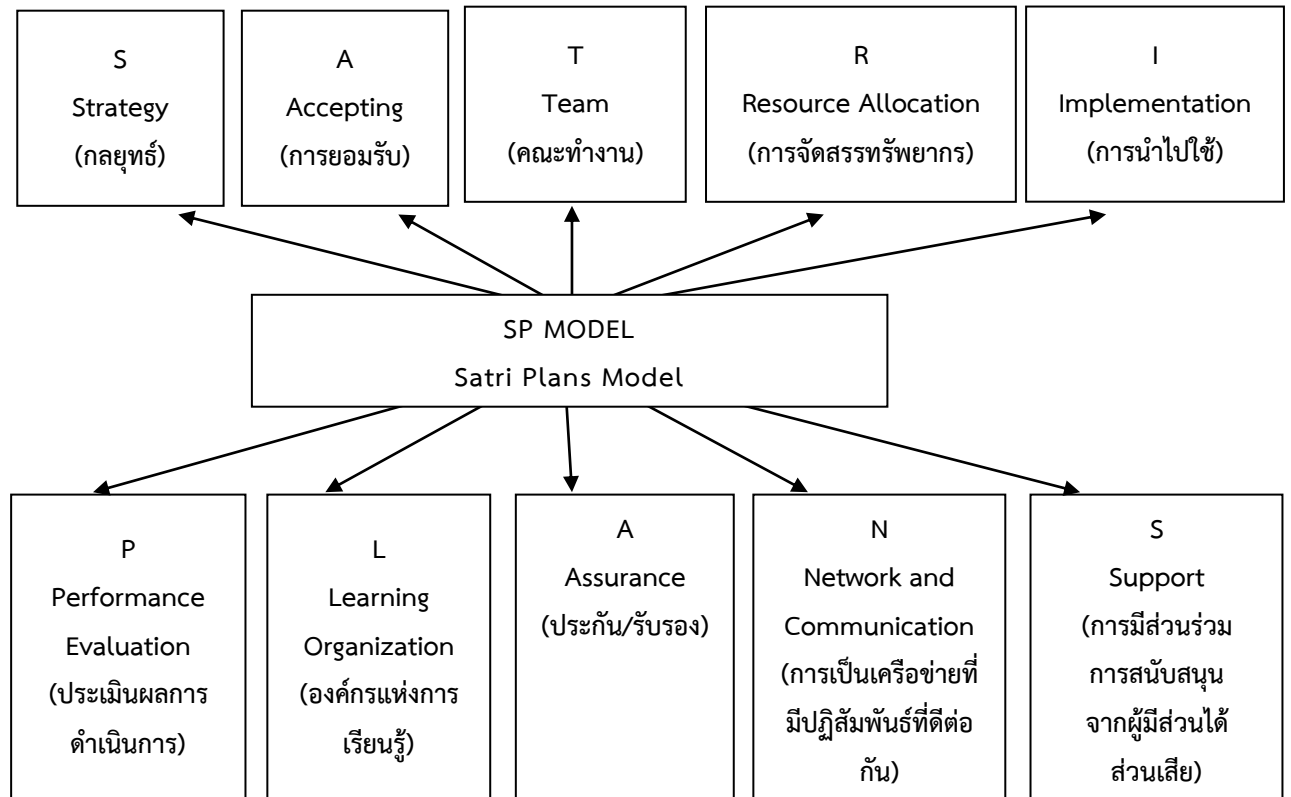 S
Strategy
(กลยุทธ์)
A
Accepting
(การยอมรับ)
T
Team
(คณะทำงาน)
R
Resource Allocation
(การจัดสรรทรัพยากร)
I
Implementation
(การนำไปใช้)
SP MODEL
Satri Plans Model
P
Performance
Evaluation
(ประเมินผลการ
ดำเนินการ)
L
Learning
Organization
(องค์กรแห่งการ
เรียนรู้)
A
Assurance
(ประกัน/รับรอง)
N
Network and
Communication
(การเป็นเครือข่ายที่
มีปฏิสัมพันธ์ที่ดีต่อ
กัน)
S
Support
(การมีส่วนร่วม
การสนับสนุน
จากผู้มีส่วนได้
ส่วนเสีย)